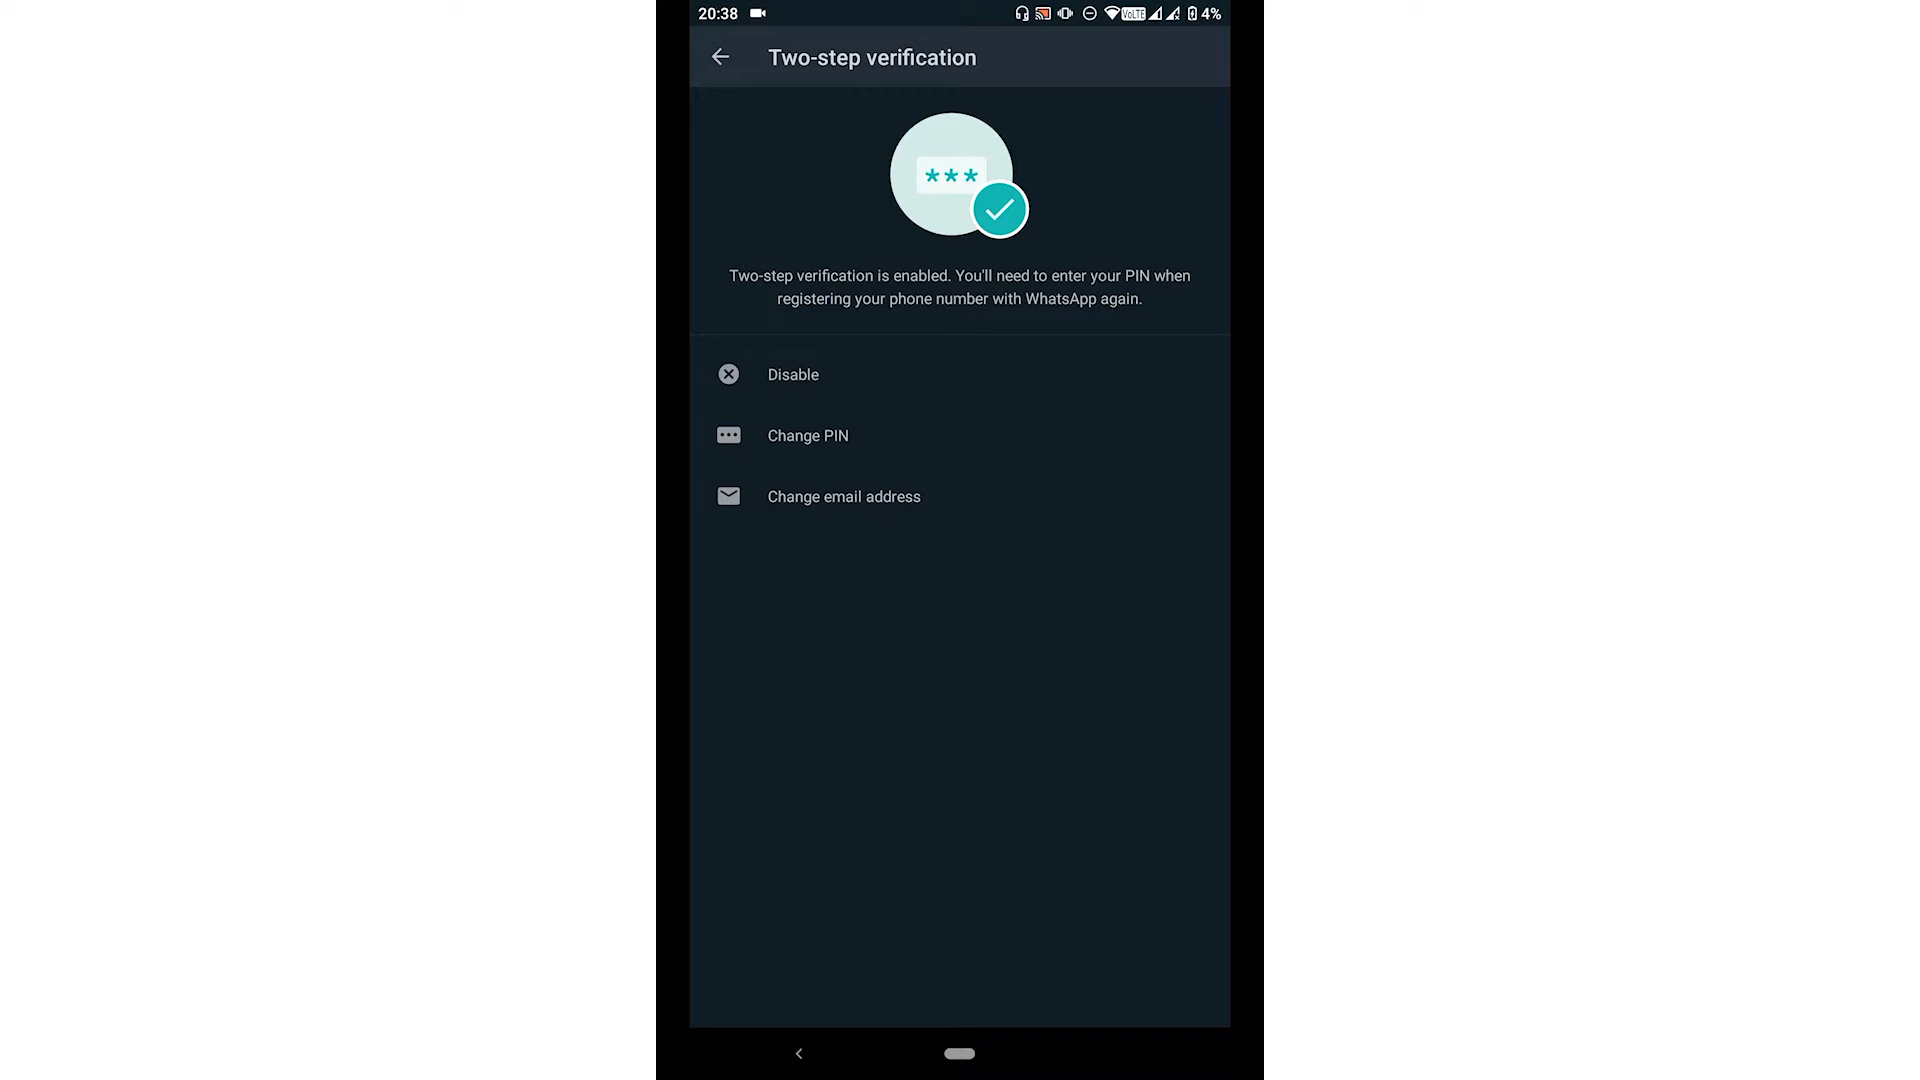 20:38 VoLTE 4%
Two-step verification
***
Two-step verification is enabled. You'll need to enter your PIN when
registering your phone number with WhatsApp again.
Disable
Change PIN
Change email address